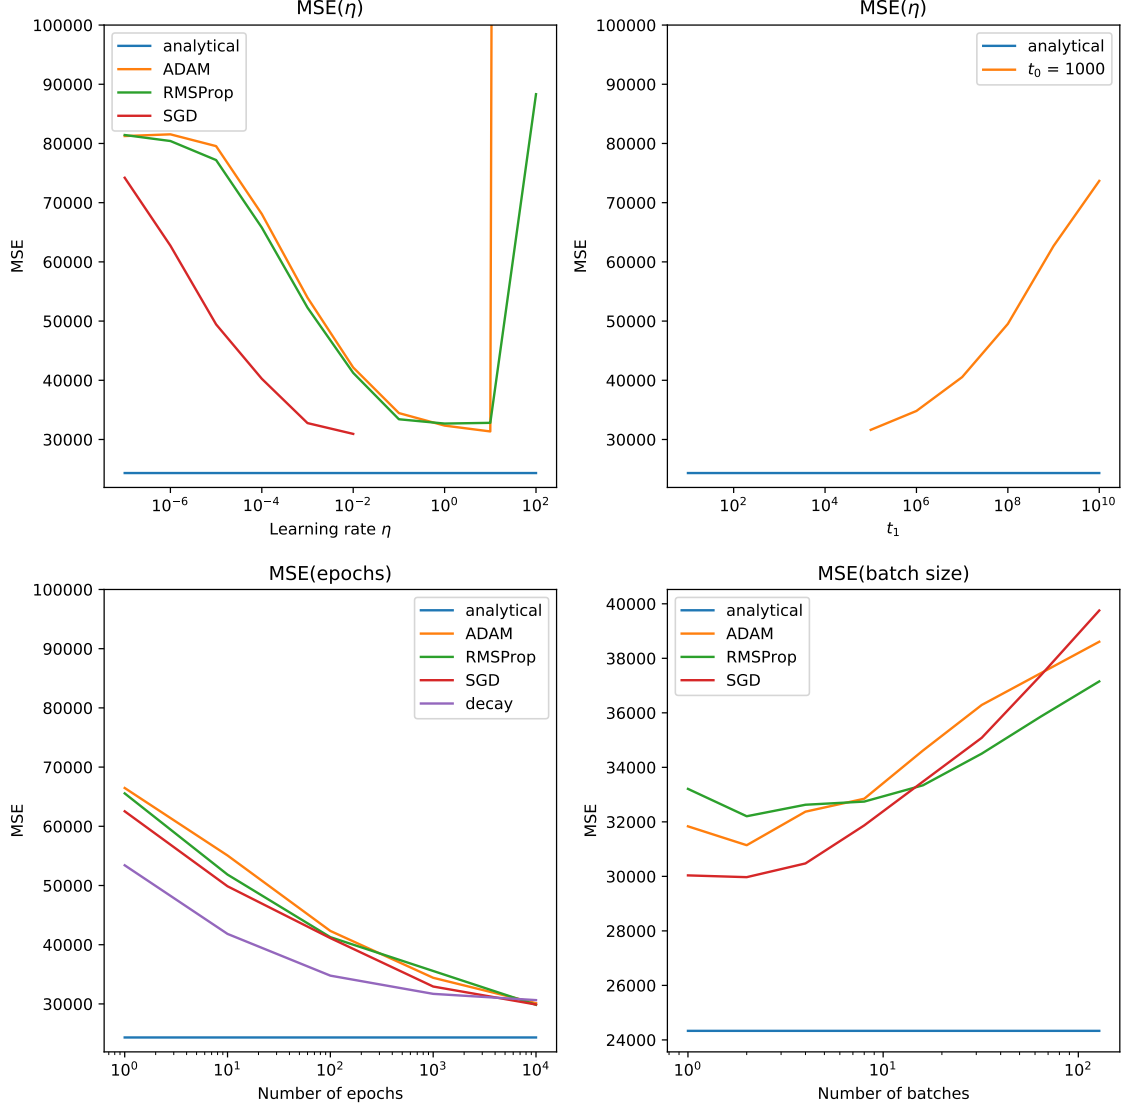 MSE(η)
100000
90000
80000
70000
60000
50000
40000
30000
MSE
analytical
ADAM
RMSProp
SGD
10⁻⁶
10⁻⁴
10⁻²
10⁰
10²
Learning rate η
MSE(η)
100000
90000
80000
70000
60000
50000
40000
30000
MSE
analytical
t₀ = 1000
10²
10⁴
10⁶
10⁸
10¹⁰
t₁
MSE(epochs)
100000
90000
80000
70000
60000
50000
40000
30000
MSE
analytical
ADAM
RMSProp
SGD
decay
10⁰
10¹
10²
10³
10⁴
Number of epochs
MSE(batch size)
40000
38000
36000
34000
32000
30000
28000
26000
24000
MSE
analytical
ADAM
RMSProp
SGD
10⁰
10¹
10²
Number of batches